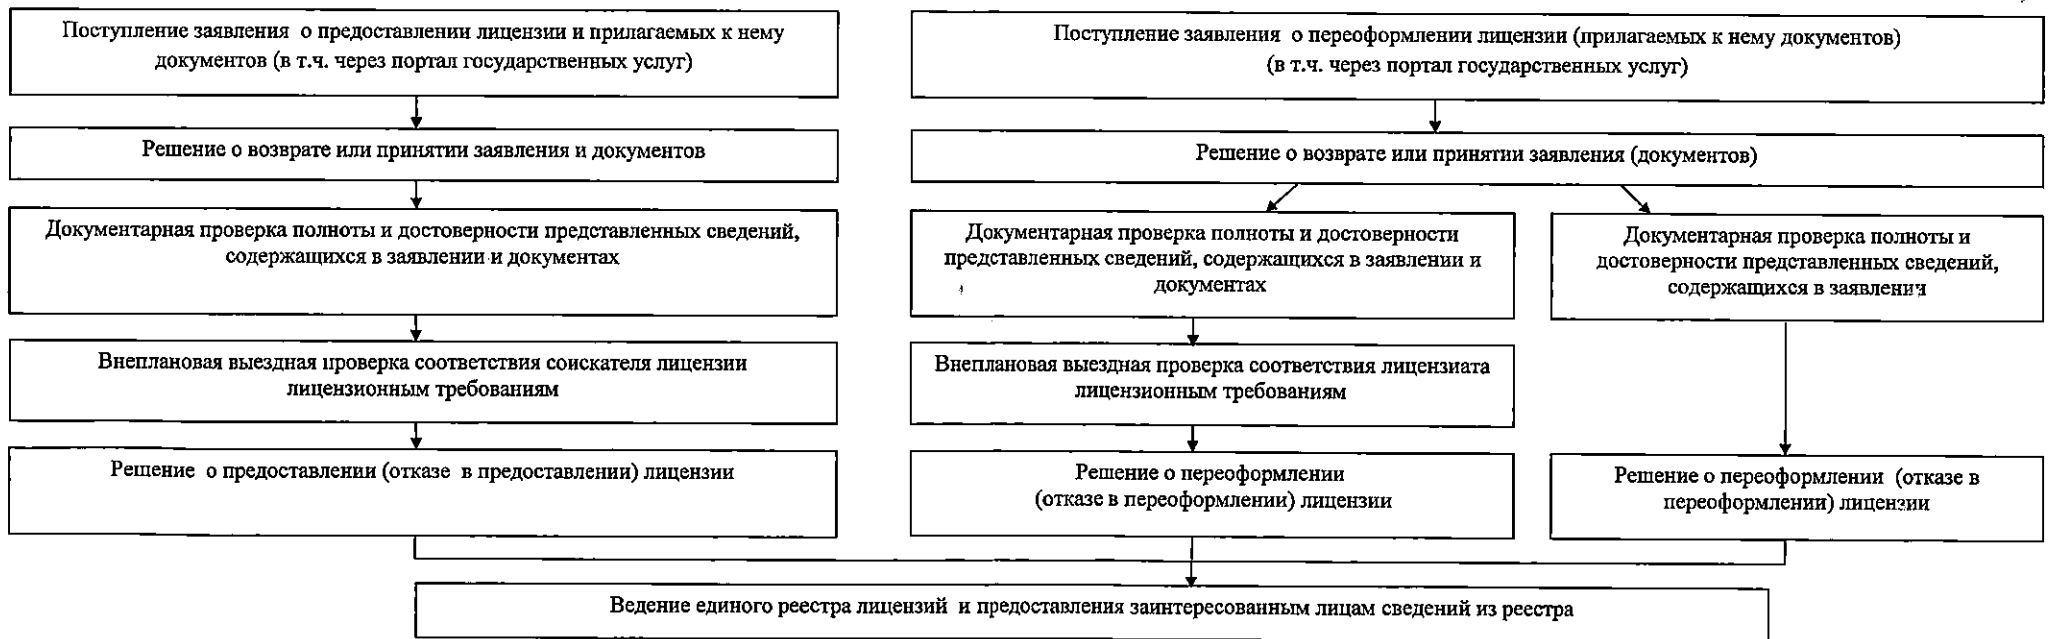 Поступление заявления о предоставлении лицензии и прилагаемых к нему
документов (в т.ч. через портал государственных услуг)
Решение о возврате или принятии заявления и документов
Документарная проверка полноты и достоверности представленных сведений,
содержащихся в заявлении и документах
Внеплановая выездная проверка соответствия соискателя лицензии
лицензионным требованиям
Решение о предоставлении (отказе в предоставлении) лицензии
Поступление заявления о переоформлении лицензии (прилагаемых к нему документов)
(в т.ч. через портал государственных услуг)
Решение о возврате или принятии заявления (документов)
Документарная проверка полноты и достоверности
представленных сведений, содержащихся в заявлении и
документах
Внеплановая выездная проверка соответствия лицензиата
лицензионным требованиям
Решение о переоформлении
(отказе в переоформлении) лицензии
Документарная проверка полноты и
достоверности представленных сведений,
содержащихся в заявлении
Решение о переоформлении (отказе в
переоформлении) лицензии
Ведение единого реестра лицензий и предоставления заинтересованным лицам сведений из реестра